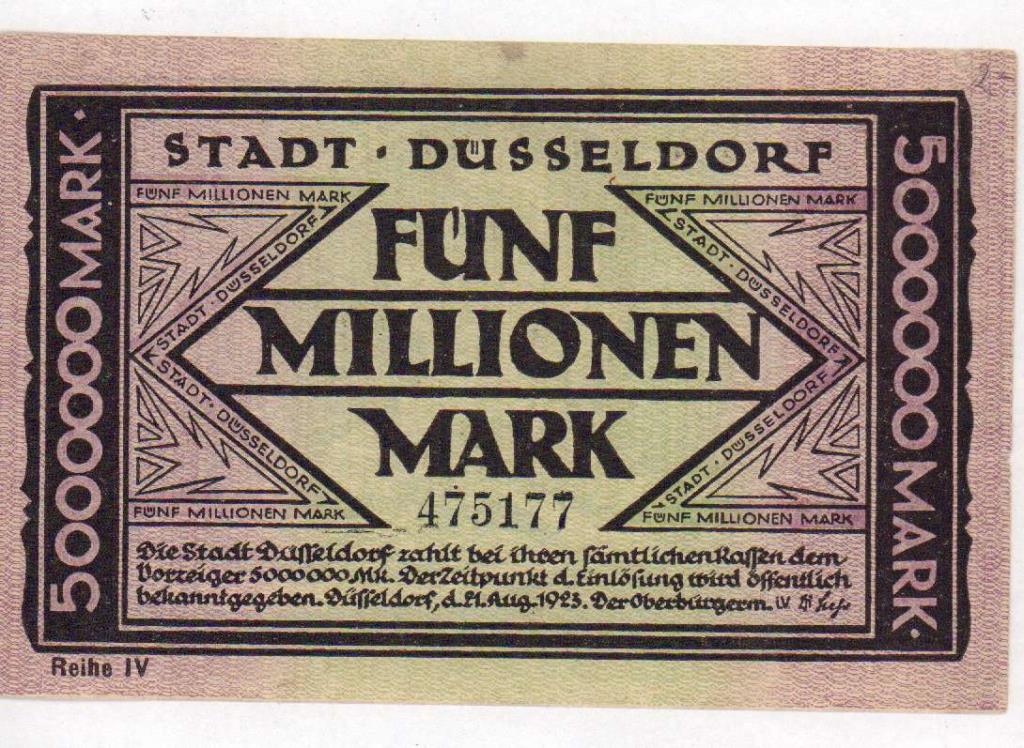 STADT · DÜSSELDORF
FÜNF MILLIONEN MARK
FÜNF MILLIONEN MARK
5000000 MARK·
5000000 MARK·
STADT · DÜSSELDORF
STADT · DÜSSELDORF
FÜNF
MILLIONEN
MARK
STADT · DÜSSELDORF
STADT · DÜSSELDORF
475177
FÜNF MILLIONEN MARK
FÜNF MILLIONEN MARK
Die Stadt Düsseldorf zahlt bei ihren sämtlichen Kassen dem
Vorzeiger 5000000 Mk. Der Zeitpunkt d. Einlösung wird öffentlich
bekanntgegeben. Düsseldorf, d. 21. Aug. 1923. Der Oberbürgerm. i.V.
Reihe IV